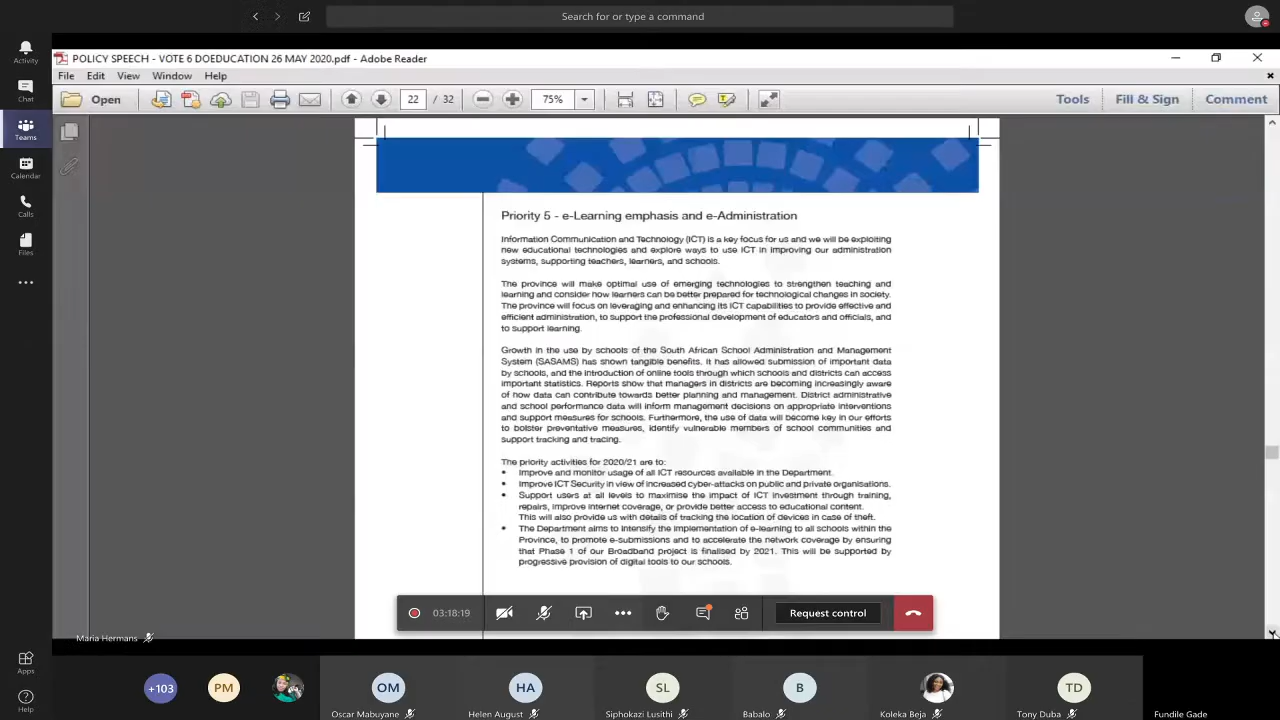 Search for or type a command
Activity
Chat
Teams
Calendar
Calls
Files
Apps
Help
POLICY SPEECH - VOTE 6 DOEDUCATION 26 MAY 2020.pdf - Adobe Reader
File Edit View Window Help
Open 22 / 32 75% Tools Fill & Sign Comment
Priority 5 - e-Learning emphasis and e-Administration
Information Communication and Technology (ICT) is a key focus for us and we will be exploiting
new educational technologies and explore ways to use ICT in improving our administration
systems, supporting teachers, learners, and schools.
The province will make optimal use of emerging technologies to strengthen teaching and
learning and consider how learners can be better prepared for technological changes in society.
The province will focus on leveraging and enhancing its ICT capabilities to provide effective and
efficient administration, to support the professional development of educators and officials, and
to support learning.
Growth in the use by schools of the South African School Administration and Management
System (SASAMS) has shown tangible benefits. It has allowed submission of important data
by schools, and the introduction of online tools through which schools and districts can access
important statistics. Reports show that managers in districts are becoming increasingly aware
of how data can contribute towards better planning and management. District administrative
and school performance data will inform management decisions on appropriate interventions
and support measures for schools. Furthermore, the use of data will become key in our efforts
to bolster preventative measures, identify vulnerable members of school communities and
support tracking and tracing.
The priority activities for 2020/21 are to:
• Improve and monitor usage of all ICT resources available in the Department.
• Improve ICT Security in view of increased cyber-attacks on public and private organisations.
• Support users at all levels to maximise the impact of ICT investment through training,
repairs, improve internet coverage, or provide better access to educational content.
This will also provide us with details of tracking the location of devices in case of theft.
• The Department aims to intensify the implementation of e-learning to all schools within the
Province, to promote e-submissions and to accelerate the network coverage by ensuring
that Phase 1 of our Broadband project is finalised by 2021. This will be supported by
progressive provision of digital tools to our schools.
03:18:19 Request control
Maria Hermans
+103 PM OM HA SL B TD
Oscar Mabuyane Helen August Siphokazi Lusithi Babalo Koleka Beja Tony Duba Fundile Gade